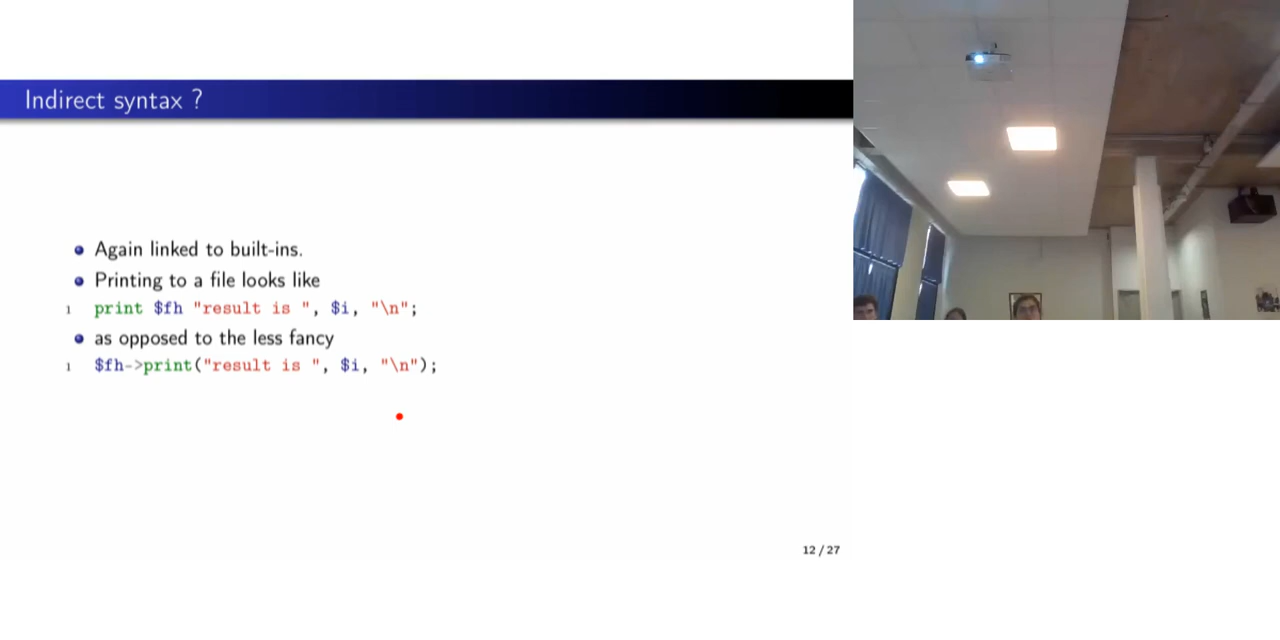 Indirect syntax ?
Again linked to built-ins.
Printing to a file looks like
1 print $fh "result is ", $i, "\n";
as opposed to the less fancy
1 $fh->print("result is ", $i, "\n");
12 / 27